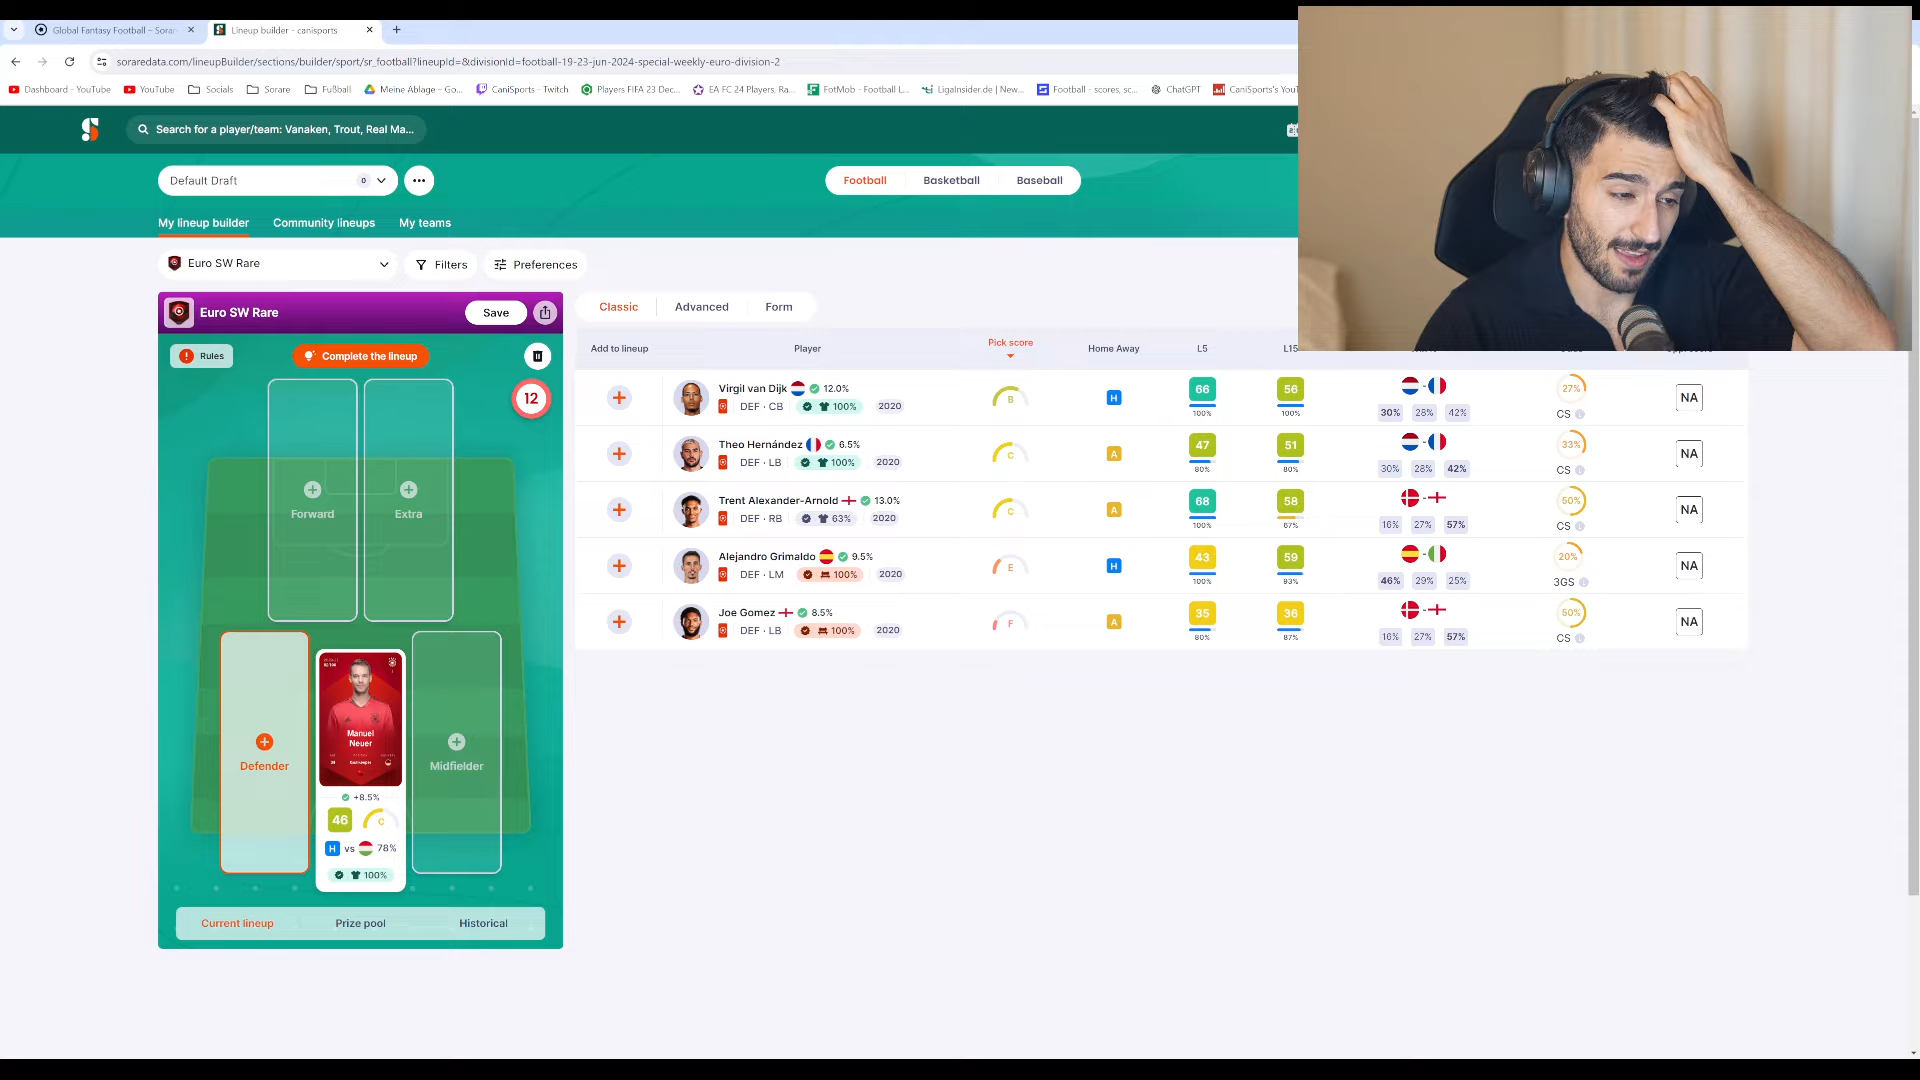 Global Fantasy Football – Sorar
Lineup builder - canisports
soraredata.com/lineupBuilder/sections/builder/sport/sr_football?lineupId=&divisionId=football-19-23-jun-2024-special-weekly-euro-division-2
Dashboard - YouTube
YouTube
Socials
Sorare
Fußball
Meine Ablage – Go...
CaniSports - Twitch
Players FIFA 23 Dec...
EA FC 24 Players, Ra...
FotMob - Football L...
LigaInsider.de | New...
Football - scores, sc...
ChatGPT
CaniSports's YouT
Search for a player/team: Vanaken, Trout, Real Ma...
Default Draft
0
Football
Basketball
Baseball
My lineup builder
Community lineups
My teams
Euro SW Rare
Filters
Preferences
Euro SW Rare
Save
Rules
Complete the lineup
12
Forward
Extra
Defender
Midfielder
Manuel
Neuer
Goalkeeper
+8.5%
46
C
H vs 78%
100%
Current lineup
Prize pool
Historical
Classic
Advanced
Form
Add to lineup
Player
Pick score
Home Away
L5
L15
Virgil van Dijk 12.0%
DEF · CB 100% 2020
B
H
66
100%
56
100%
30% 28% 42%
27%
CS
NA
Theo Hernández 6.5%
DEF · LB 100% 2020
C
A
47
80%
51
80%
30% 28% 42%
33%
CS
NA
Trent Alexander-Arnold 13.0%
DEF · RB 63% 2020
C
A
68
100%
58
67%
16% 27% 57%
50%
CS
NA
Alejandro Grimaldo 9.5%
DEF · LM 100% 2020
E
H
43
100%
59
93%
46% 29% 25%
20%
3GS
NA
Joe Gomez 8.5%
DEF · LB 100% 2020
F
A
35
80%
36
87%
16% 27% 57%
50%
CS
NA